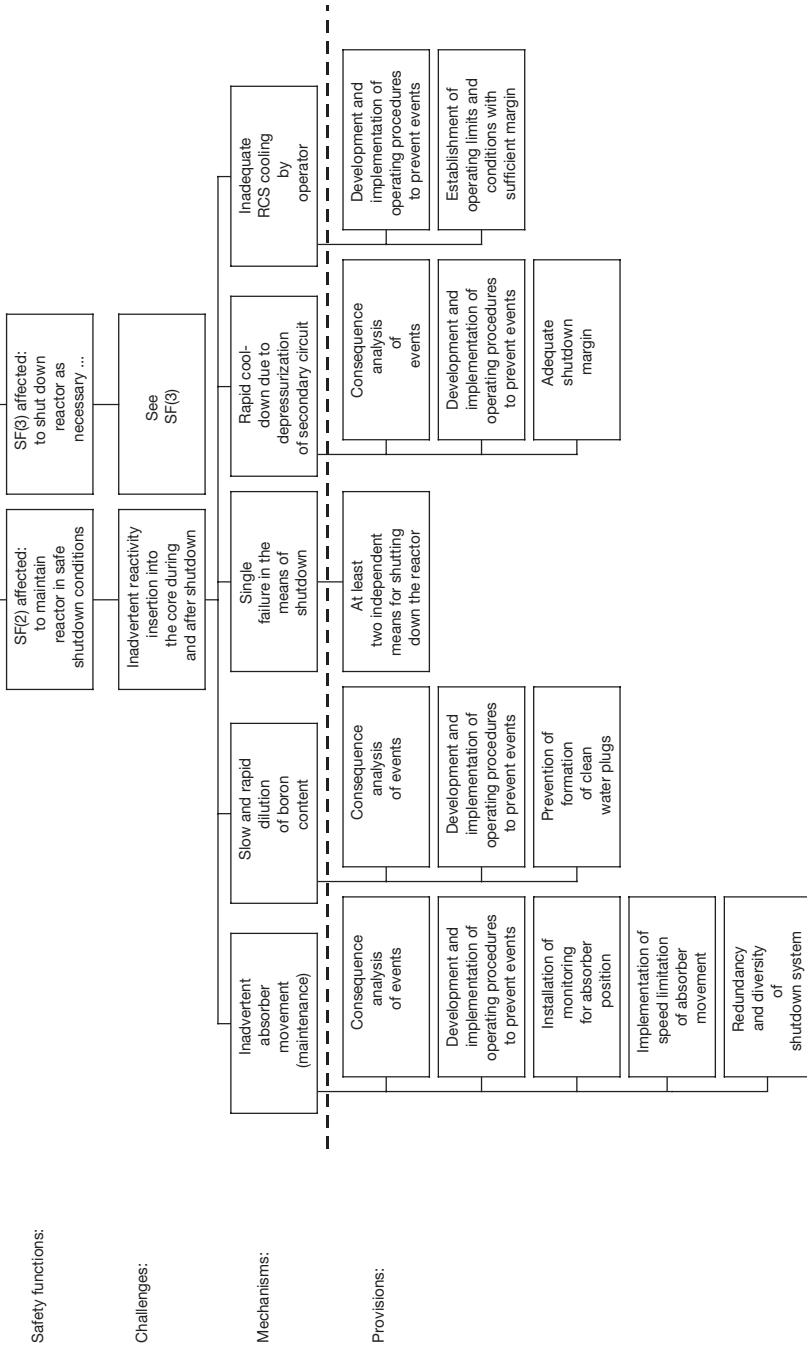 Safety functions:
SF(2) affected:
to maintain
reactor in safe
shutdown conditions
SF(3) affected:
to shut down
reactor as
necessary ...
Challenges:
Inadvertent reactivity
insertion into
the core during
and after shutdown
See
SF(3)
Mechanisms:
Inadvertent
absorber
movement
(maintenance)
Slow and rapid
dilution
of boron
content
Single
failure in the
means of
shutdown
Rapid cool-
down due to
depressurization
of secondary circuit
Inadequate
RCS cooling
by
operator
Provisions:
Consequence
analysis
of events
Development and
implementation of
operating procedures
to prevent events
Installation of
monitoring
for absorber
position
Implementation of
speed limitation
of absorber
movement
Redundancy
and diversity
of
shutdown system
Consequence
analysis
of events
Development and
implementation of
operating procedures
to prevent events
Prevention of
formation
of clean
water plugs
At least
two independent
means for shutting
down the reactor
Consequence
analysis
of
events
Development and
implementation of
operating procedures
to prevent events
Adequate
shutdown
margin
Development and
implementation of
operating procedures
to prevent events
Establishment of
operating limits and
conditions with
sufficient margin